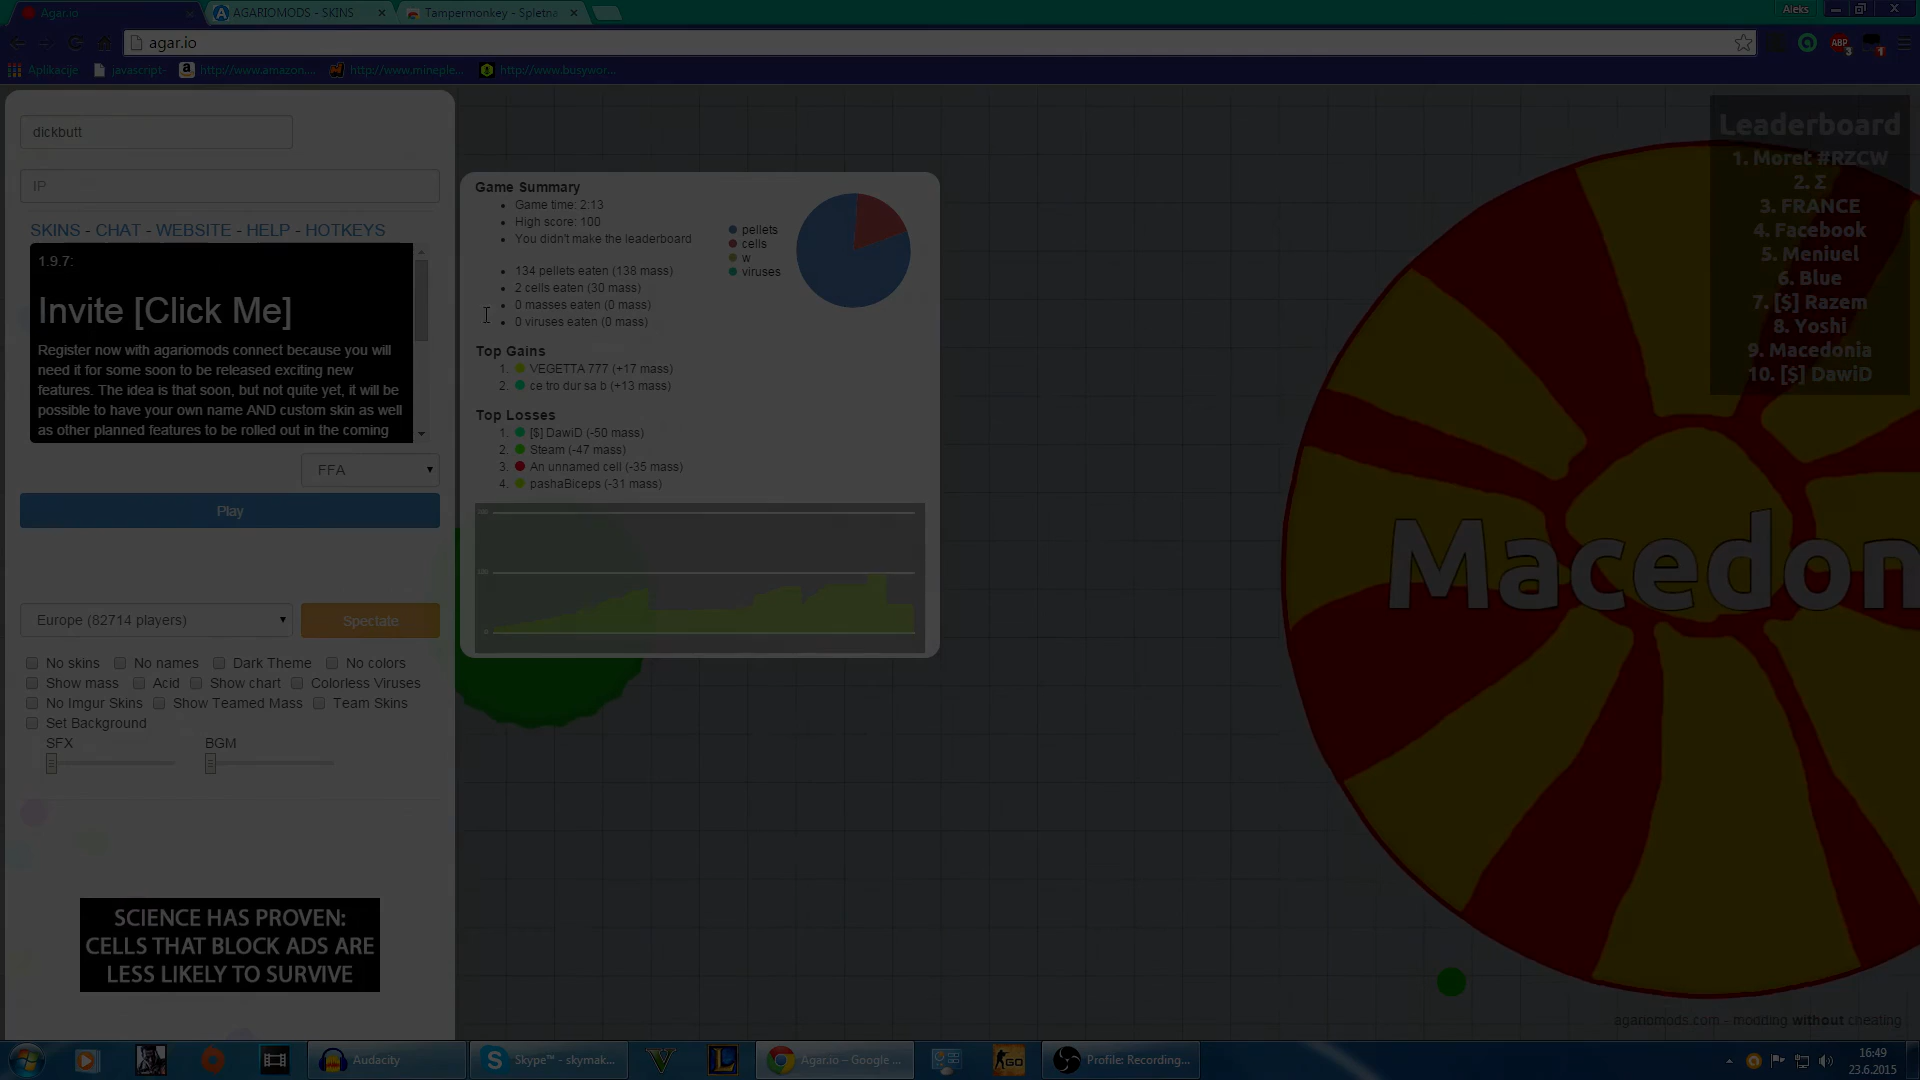 Agar.io
AGARIOMODS - SKINS
Tampermonkey - Spletna
Aleks
agar.io
ABP
3
1
Aplikacije
javascript-
http://www.amazon....
http://www.mineple...
http://www.busywor...
dickbutt
IP
SKINS - CHAT - WEBSITE - HELP - HOTKEYS
1.9.7:
Invite [Click Me]
Register now with agariomods connect because you will
need it for some soon to be released exciting new
features. The idea is that soon, but not quite yet, it will be
possible to have your own name AND custom skin as well
as other planned features to be rolled out in the coming
FFA
Play
Europe (82714 players)
Spectate
No skins No names Dark Theme No colors
Show mass Acid Show chart Colorless Viruses
No Imgur Skins Show Teamed Mass Team Skins
Set Background
SFX BGM
SCIENCE HAS PROVEN:
CELLS THAT BLOCK ADS ARE
LESS LIKELY TO SURVIVE
Game Summary
Game time: 2:13
High score: 100
You didn't make the leaderboard
134 pellets eaten (138 mass)
2 cells eaten (30 mass)
0 masses eaten (0 mass)
0 viruses eaten (0 mass)
pellets
cells
w
viruses
Top Gains
1. VEGETTA 777 (+17 mass)
2. ce tro dur sa b (+13 mass)
Top Losses
1. [$] DawiD (-50 mass)
2. Steam (-47 mass)
3. An unnamed cell (-35 mass)
4. pashaBiceps (-31 mass)
Leaderboard
1. Moret #RZCW
2. Σ
3. FRANCE
4. Facebook
5. Meniuel
6. Blue
7. [$] Razem
8. Yoshi
9. Macedonia
10. [$] DawiD
Macedon
agariomods.com - modding without cheating
Audacity
Skype™ - skymak...
Agar.io – Google ...
GO
Profile: Recording...
16:49
23.6.2015